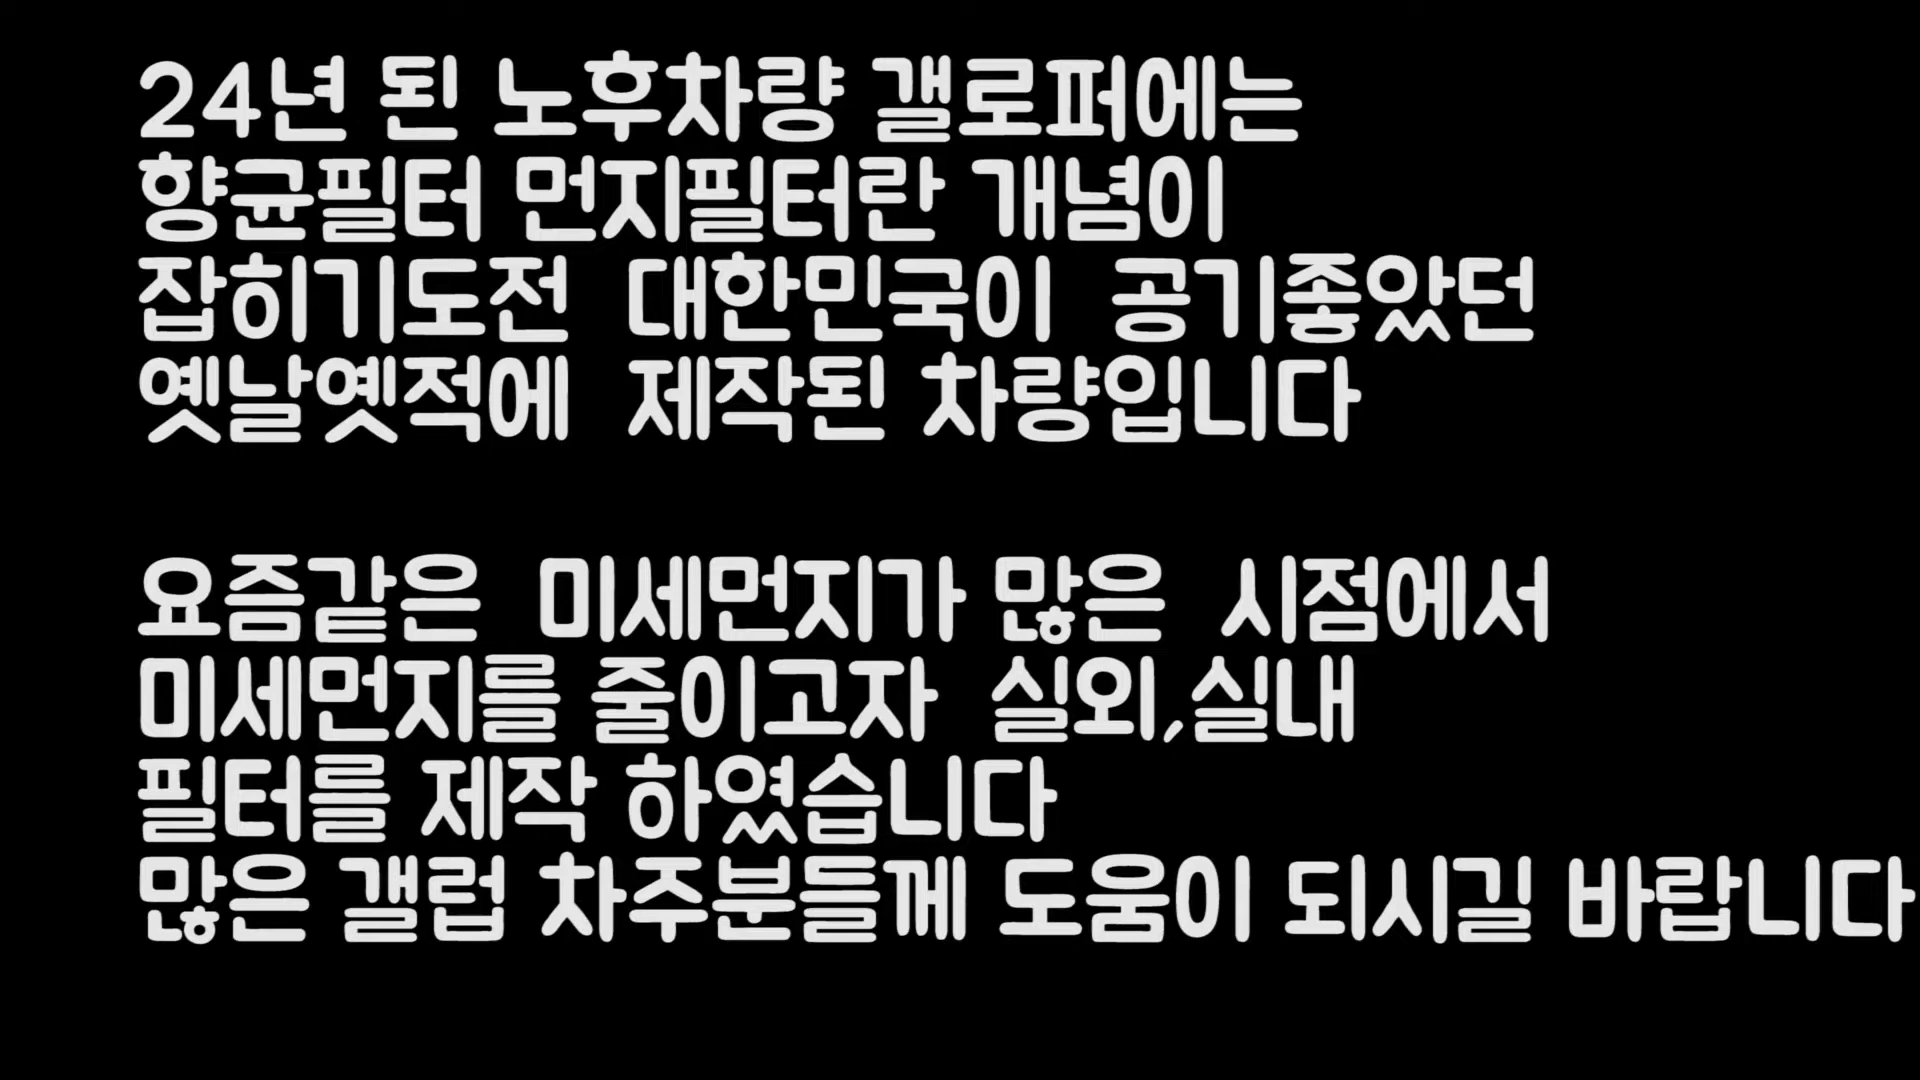 24년 된 노후차량 갤로퍼에는
향균필터 먼지필터란 개념이
잡히기도전 대한민국이 공기좋았던
옛날옛적에 제작된 차량입니다
요즘같은 미세먼지가 많은 시점에서
미세먼지를 줄이고자 실외,실내
필터를 제작 하였습니다
많은 갤럽 차주분들께 도움이 되시길 바랍니다